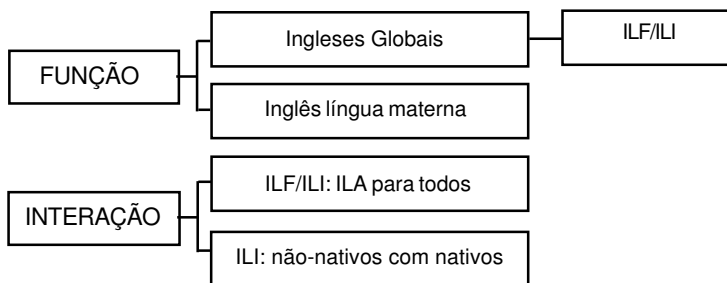 Ingleses Globais
ILF/ILI
FUNÇÃO
Inglês língua materna
ILF/ILI: ILA para todos
INTERAÇÃO
ILI: não-nativos com nativos